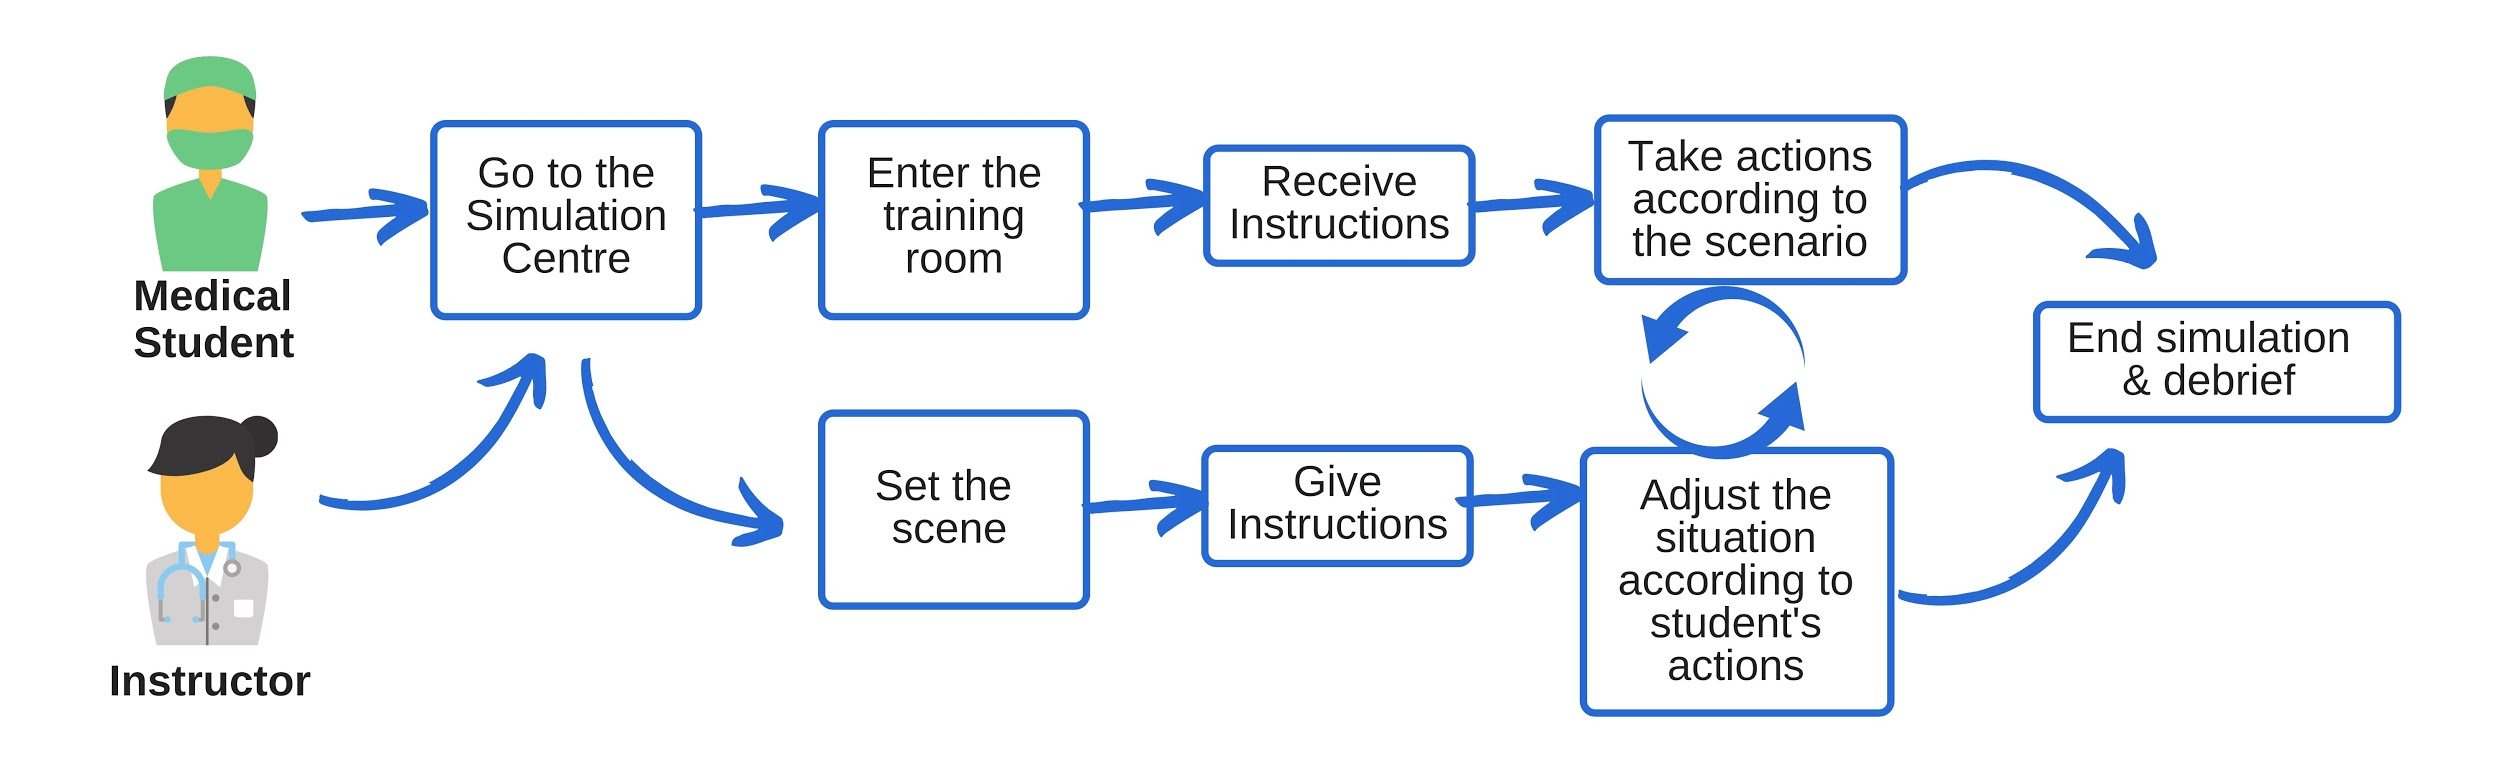 Medical
Student
Go to the
Simulation
Centre
Enter the
training
room
Receive
Instructions
Take actions
according to
the scenario
End simulation
& debrief
Instructor
Set the
scene
Give
Instructions
Adjust the
situation
according to
student's
actions